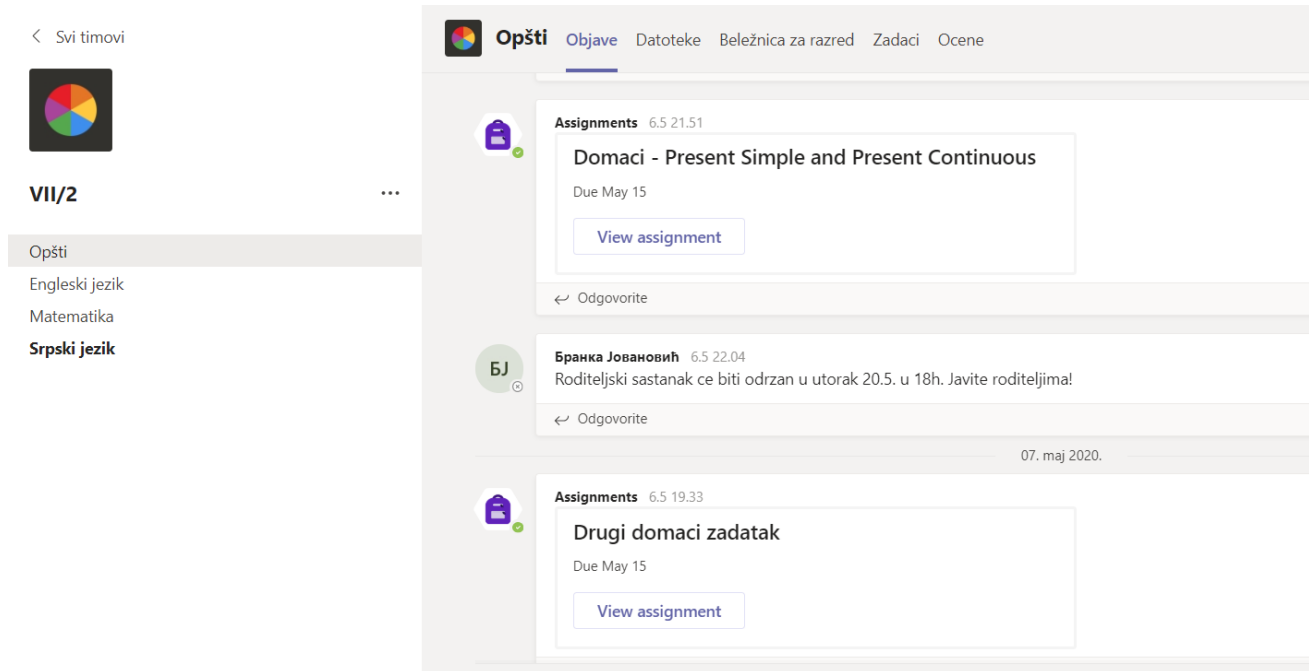 Svi timovi
VII/2
...
Opšti
Engleski jezik
Matematika
Srpski jezik
Opšti Objave Datoteke Beležnica za razred Zadaci Ocene
Assignments 6.5 21.51
Domaci - Present Simple and Present Continuous
Due May 15
View assignment
Odgovorite
БЈ
Бранка Јовановић 6.5 22.04
Roditeljski sastanak ce biti odrzan u utorak 20.5. u 18h. Javite roditeljima!
Odgovorite
07. maj 2020.
Assignments 6.5 19.33
Drugi domaci zadatak
Due May 15
View assignment